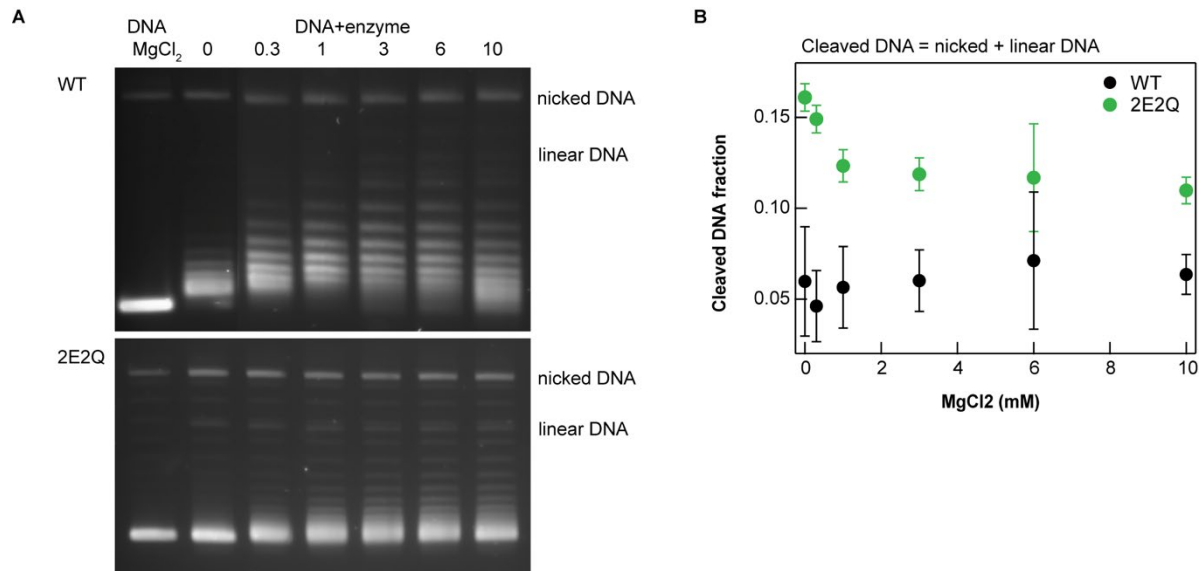 A
DNA DNA+enzyme
MgCl₂ 0 0.3 1 3 6 10
WT
nicked DNA
linear DNA
2E2Q
nicked DNA
linear DNA
B
Cleaved DNA = nicked + linear DNA
WT
2E2Q
0.15
0.10
0.05
Cleaved DNA fraction
0 2 4 6 8 10
MgCl2 (mM)